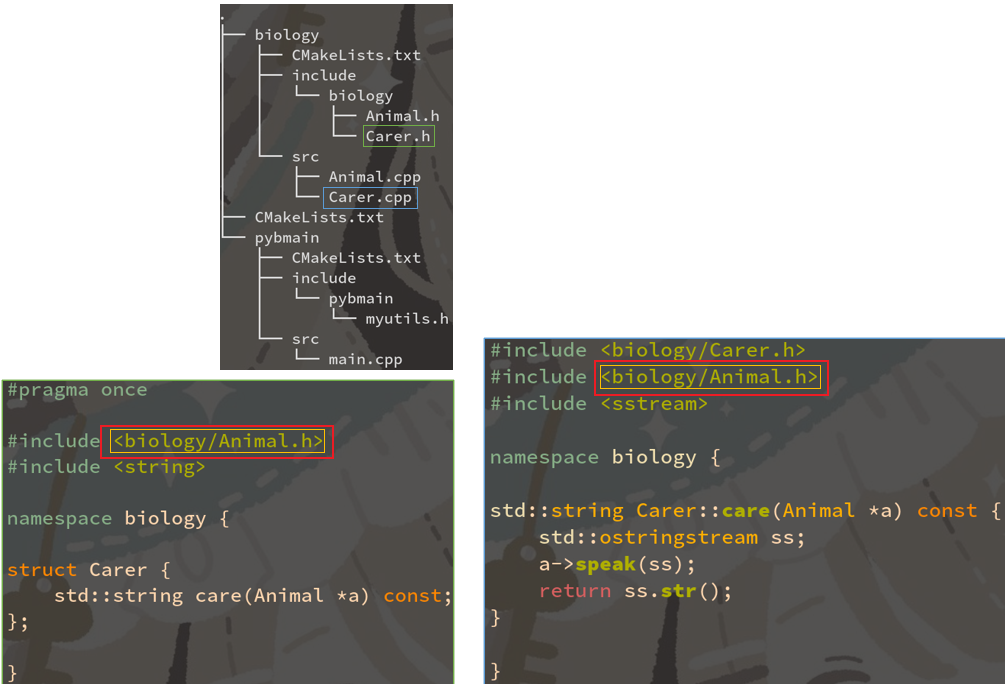 .
├── biology
│   ├── CMakeLists.txt
│   ├── include
│   │   └── biology
│   │       ├── Animal.h
│   │       └── Carer.h
│   └── src
│       ├── Animal.cpp
│       └── Carer.cpp
├── CMakeLists.txt
└── pybmain
    ├── CMakeLists.txt
    ├── include
    │   └── pybmain
    │       └── myutils.h
    └── src
        └── main.cpp
#pragma once
#include <biology/Animal.h>
#include <string>
namespace biology {
struct Carer {
    std::string care(Animal *a) const;
};
}
#include <biology/Carer.h>
#include <biology/Animal.h>
#include <sstream>
namespace biology {
std::string Carer::care(Animal *a) const {
    std::ostringstream ss;
    a->speak(ss);
    return ss.str();
}
}